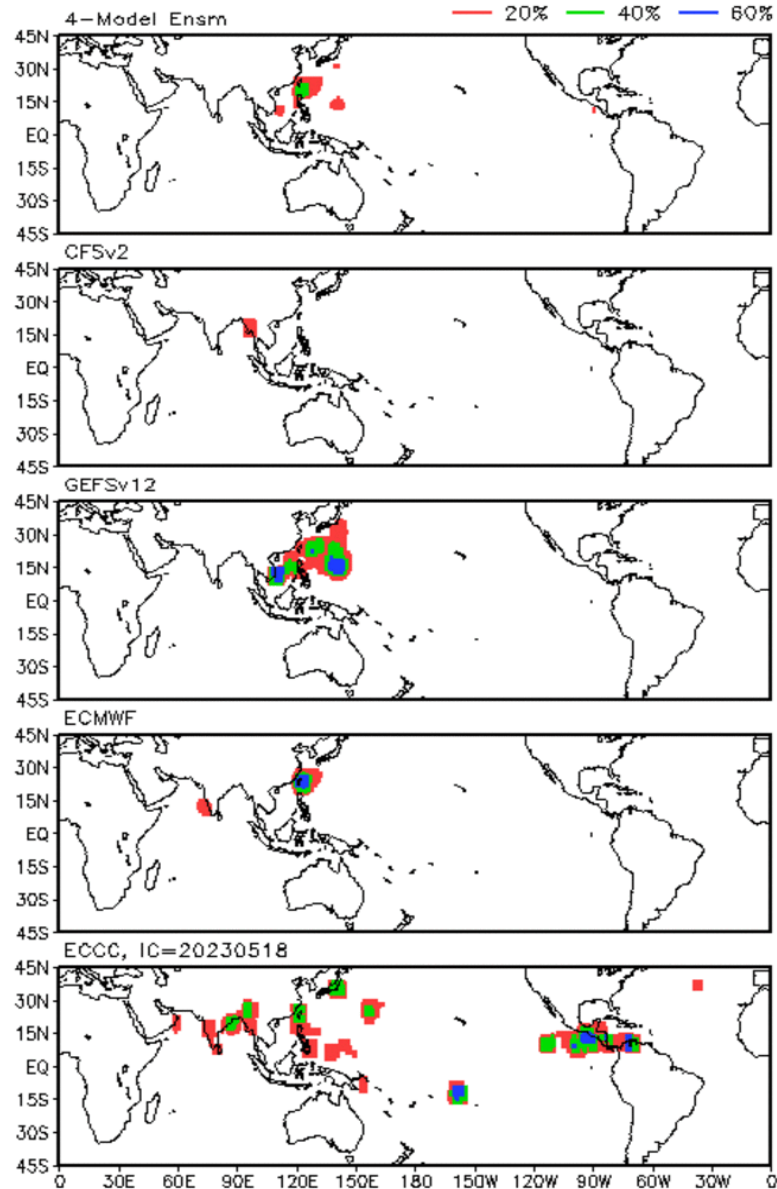 4-Model Ensm 20% 40% 60%
45N
30N
15N
EQ
15S
30S
45S
CFSv2
45N
30N
15N
EQ
15S
30S
45S
GEFSv12
45N
30N
15N
EQ
15S
30S
45S
ECMWF
45N
30N
15N
EQ
15S
30S
45S
ECCC, IC=20230518
45N
30N
15N
EQ
15S
30S
45S
0 30E 60E 90E 120E 150E 180 150W 120W 90W 60W 30W 0